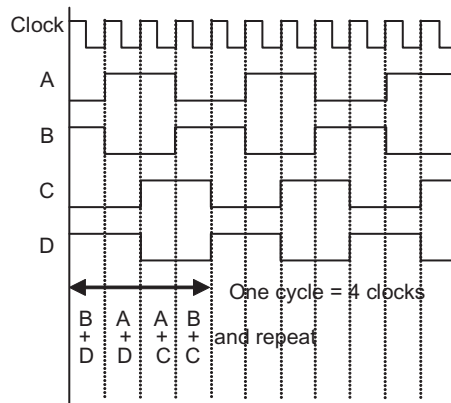 Clock
A
B
C
D
One cycle = 4 clocks
B + D
A + D
A + C
B + C
and repeat